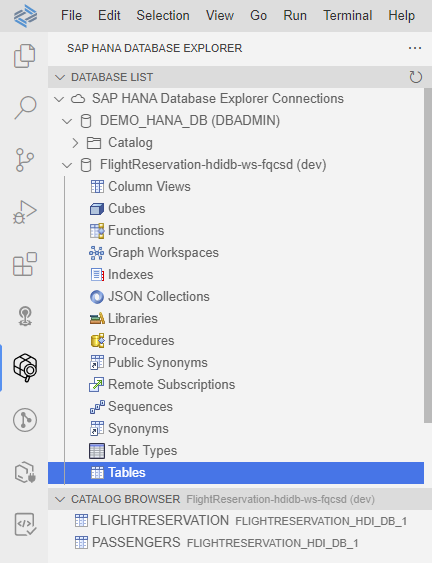 File Edit Selection View Go Run Terminal Help
SAP HANA DATABASE EXPLORER ...
DATABASE LIST
SAP HANA Database Explorer Connections
DEMO_HANA_DB (DBADMIN)
Catalog
FlightReservation-hdidb-ws-fqcsd (dev)
Column Views
Cubes
Functions
Graph Workspaces
Indexes
JSON Collections
Libraries
Procedures
Public Synonyms
Remote Subscriptions
Sequences
Synonyms
Table Types
Tables
CATALOG BROWSER FlightReservation-hdidb-ws-fqcsd (dev)
FLIGHTRESERVATION FLIGHTRESERVATION_HDI_DB_1
PASSENGERS FLIGHTRESERVATION_HDI_DB_1